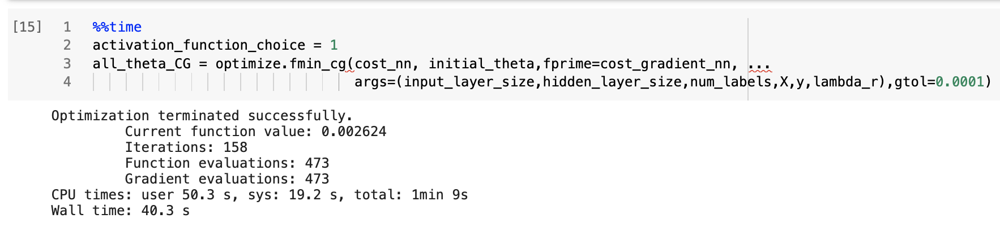 [15] 1 %%time
2 activation_function_choice = 1
3 all_theta_CG = optimize.fmin_cg(cost_nn, initial_theta,fprime=cost_gradient_nn, ...
4 args=(input_layer_size,hidden_layer_size,num_labels,X,y,lambda_r),gtol=0.0001)
Optimization terminated successfully.
Current function value: 0.002624
Iterations: 158
Function evaluations: 473
Gradient evaluations: 473
CPU times: user 50.3 s, sys: 19.2 s, total: 1min 9s
Wall time: 40.3 s